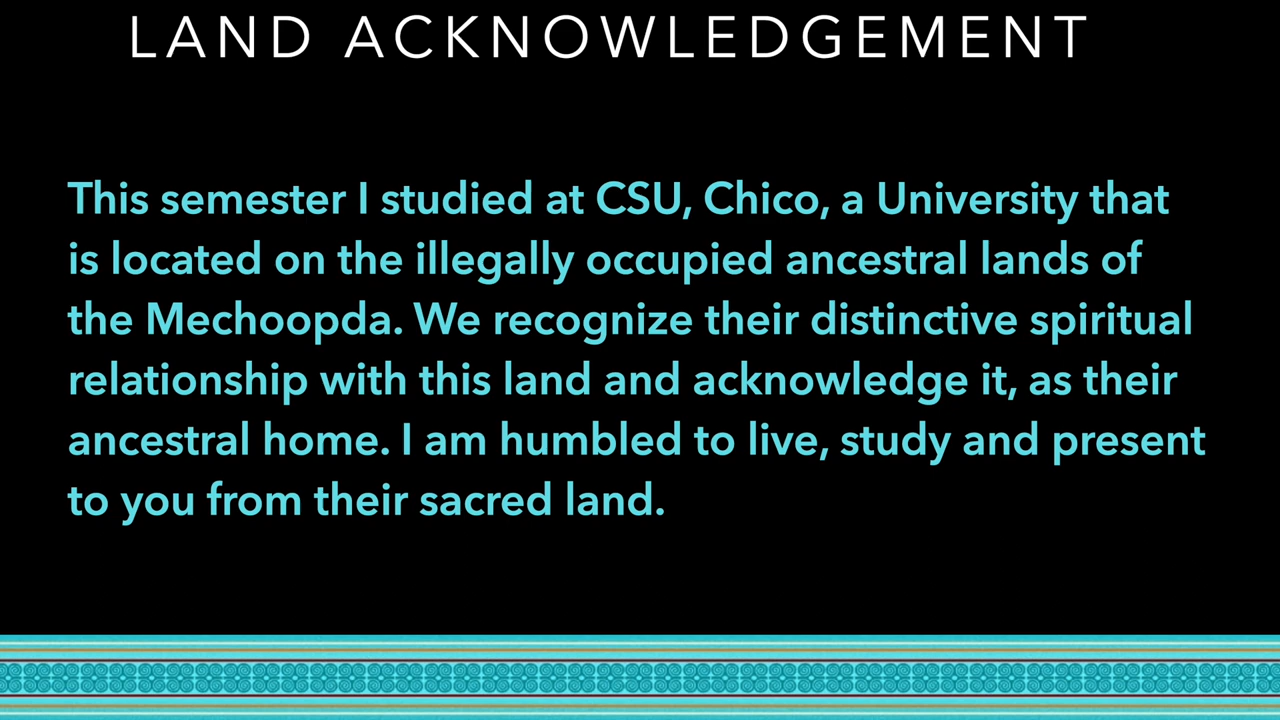 LAND ACKNOWLEDGEMENT
This semester I studied at CSU, Chico, a University that
is located on the illegally occupied ancestral lands of
the Mechoopda. We recognize their distinctive spiritual
relationship with this land and acknowledge it, as their
ancestral home. I am humbled to live, study and present
to you from their sacred land.